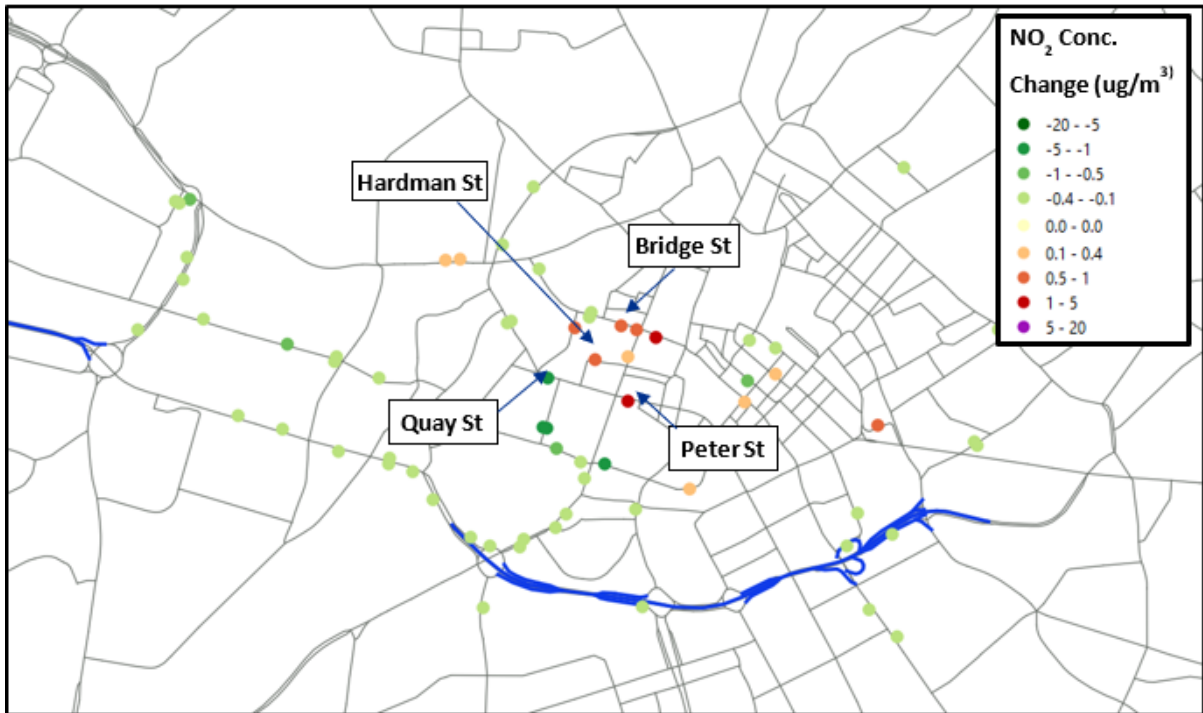 NO₂ Conc.
Change (ug/m³)
-20 - -5
-5 - -1
-1 - -0.5
-0.4 - -0.1
0.0 - 0.0
0.1 - 0.4
0.5 - 1
1 - 5
5 - 20
Hardman St
Bridge St
Quay St
Peter St